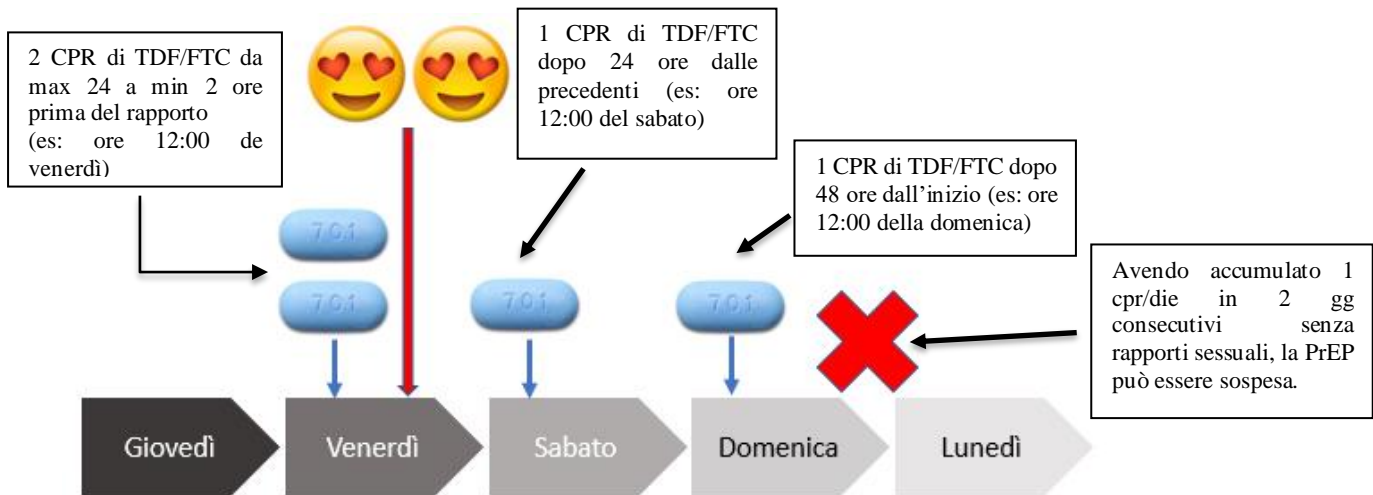 2 CPR di TDF/FTC da
max 24 a min 2 ore
prima del rapporto
(es: ore 12:00 de
venerdì)
1 CPR di TDF/FTC
dopo 24 ore dalle
precedenti (es: ore
12:00 del sabato)
1 CPR di TDF/FTC dopo
48 ore dall'inizio (es: ore
12:00 della domenica)
Avendo accumulato 1
cpr/die in 2 gg
consecutivi senza
rapporti sessuali, la PrEP
può essere sospesa.
701
701
701
701
Giovedì
Venerdì
Sabato
Domenica
Lunedì